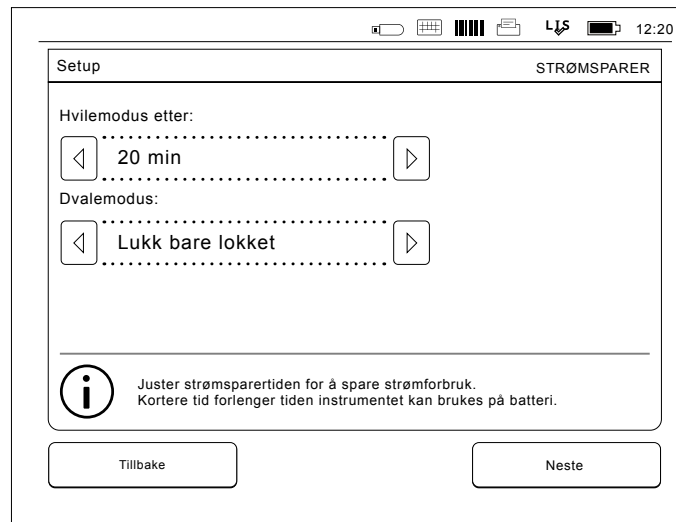 LIS 12:20
Setup STRØMSPARER
Hvilemodus etter:
20 min
Dvalemodus:
Lukk bare lokket
Juster strømsparertiden for å spare strømforbruk.
Kortere tid forlenger tiden instrumentet kan brukes på batteri.
Tillbake Neste